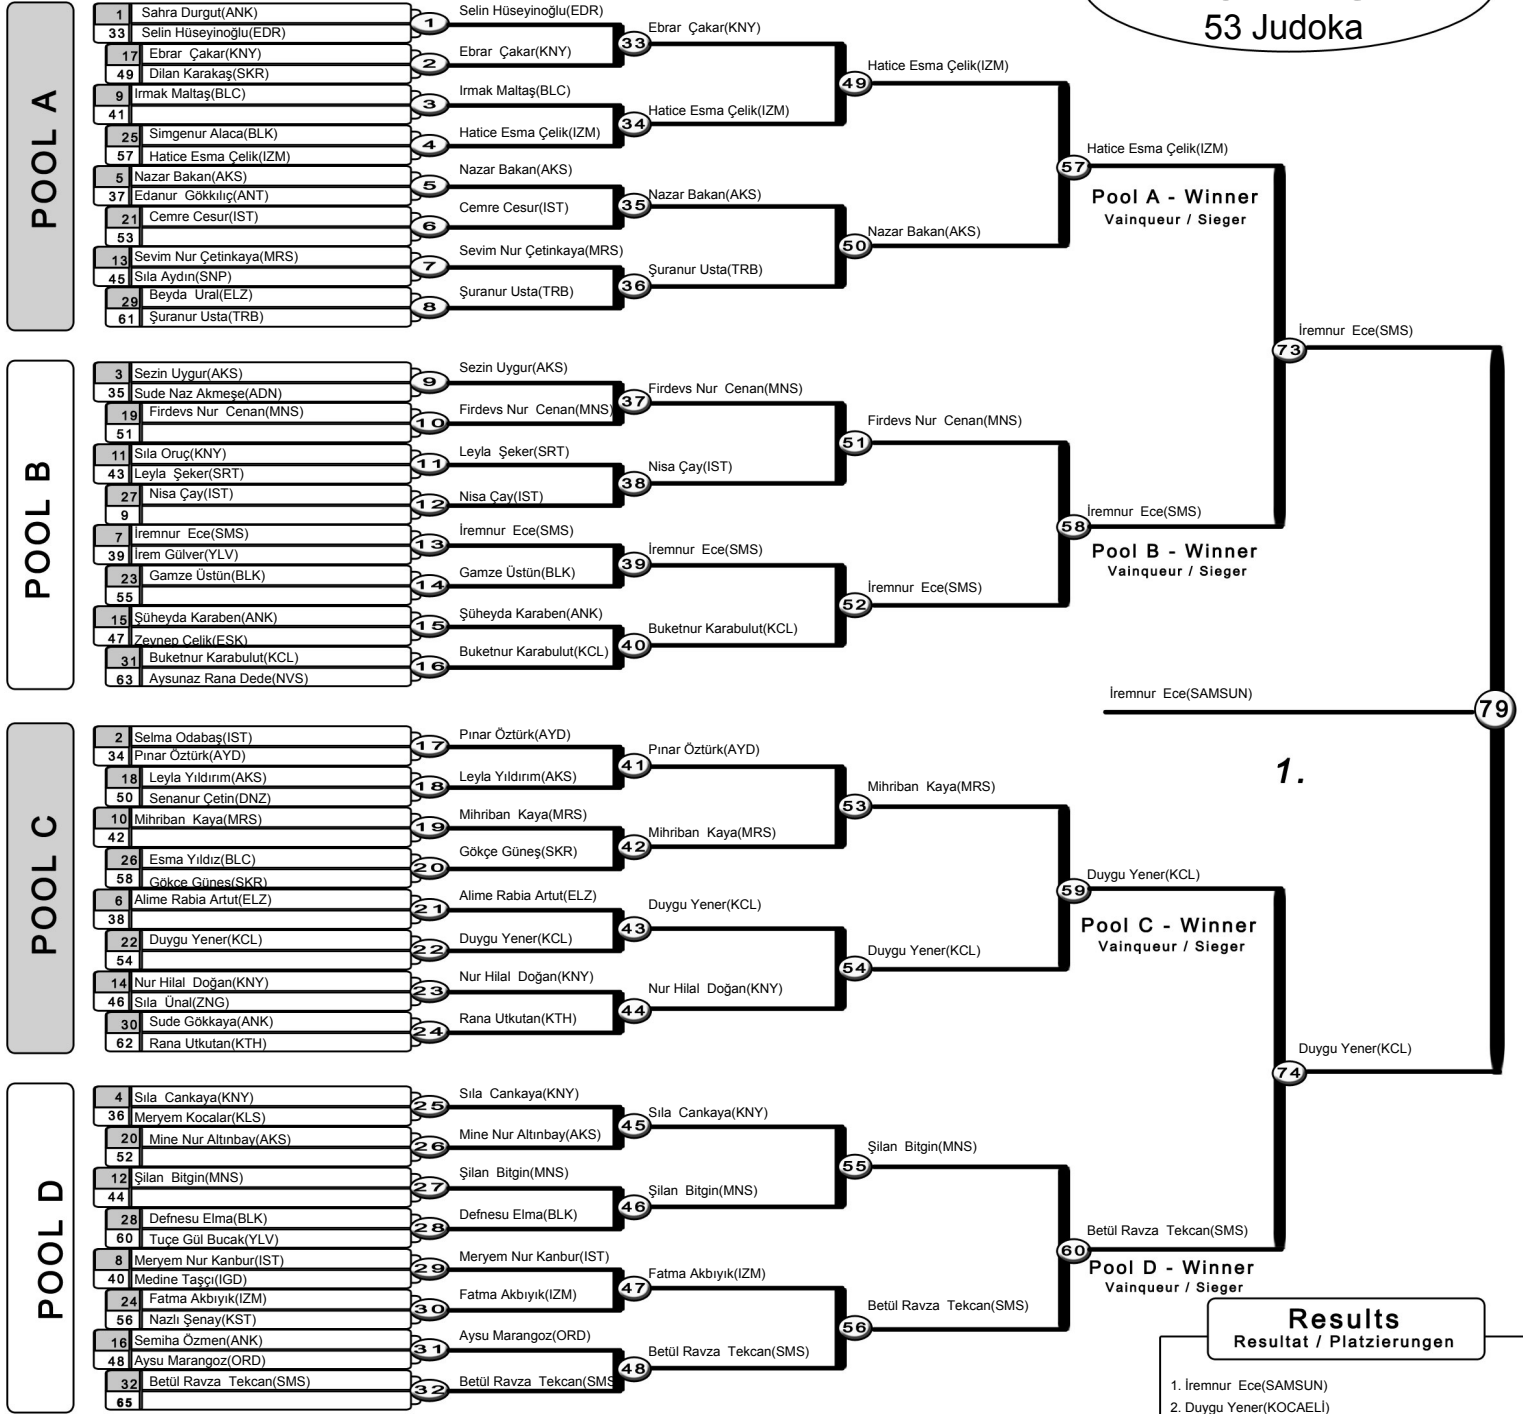 53 Judoka
POOL A
1 Sahra Durgut(ANK)
33 Selin Hüseyinoğlu(EDR)
17 Ebrar Çakar(KNY)
49 Dilan Karakaş(SKR)
9 Irmak Maltaş(BLC)
41
25 Simgenur Alaca(BLK)
57 Hatice Esma Çelik(IZM)
5 Nazar Bakan(AKS)
37 Edanur Gökkılıç(ANT)
21 Cemre Cesur(IST)
53
13 Sevim Nur Çetinkaya(MRS)
45 Sıla Aydın(SNP)
29 Beyda Ural(ELZ)
61 Şuranur Usta(TRB)
1 Selin Hüseyinoğlu(EDR)
2 Ebrar Çakar(KNY)
3 Irmak Maltaş(BLC)
4 Hatice Esma Çelik(IZM)
5 Nazar Bakan(AKS)
6 Cemre Cesur(IST)
7 Sevim Nur Çetinkaya(MRS)
8 Şuranur Usta(TRB)
33 Ebrar Çakar(KNY)
34 Hatice Esma Çelik(IZM)
35 Nazar Bakan(AKS)
36 Şuranur Usta(TRB)
49 Hatice Esma Çelik(IZM)
50 Nazar Bakan(AKS)
57 Hatice Esma Çelik(IZM)
Pool A - Winner
Vainqueur / Sieger
POOL B
3 Sezin Uygur(AKS)
35 Sude Naz Akmeşe(ADN)
19 Firdevs Nur Cenan(MNS)
51
11 Sıla Oruç(KNY)
43 Leyla Şeker(SRT)
27 Nisa Çay(IST)
9
7 İremnur Ece(SMS)
39 İrem Gülver(YLV)
23 Gamze Üstün(BLK)
55
15 Şüheyda Karaben(ANK)
47 Zeynep Çelik(ESK)
31 Buketnur Karabulut(KCL)
63 Aysunaz Rana Dede(NVS)
9 Sezin Uygur(AKS)
10 Firdevs Nur Cenan(MNS)
11 Leyla Şeker(SRT)
12 Nisa Çay(IST)
13 İremnur Ece(SMS)
14 Gamze Üstün(BLK)
15 Şüheyda Karaben(ANK)
16 Buketnur Karabulut(KCL)
37 Firdevs Nur Cenan(MNS)
38 Nisa Çay(IST)
39 İremnur Ece(SMS)
40 Buketnur Karabulut(KCL)
51 Firdevs Nur Cenan(MNS)
52 İremnur Ece(SMS)
58 İremnur Ece(SMS)
Pool B - Winner
Vainqueur / Sieger
73 İremnur Ece(SMS)
İremnur Ece(SAMSUN)
79
1.
POOL C
2 Selma Odabaş(IST)
34 Pınar Öztürk(AYD)
18 Leyla Yıldırım(AKS)
50 Senanur Çetin(DNZ)
10 Mihriban Kaya(MRS)
42
26 Esma Yıldız(BLC)
58 Gökçe Güneş(SKR)
6 Alime Rabia Artut(ELZ)
38
22 Duygu Yener(KCL)
54
14 Nur Hilal Doğan(KNY)
46 Sıla Ünal(ZNG)
30 Sude Gökkaya(ANK)
62 Rana Utkutan(KTH)
17 Pınar Öztürk(AYD)
18 Leyla Yıldırım(AKS)
19 Mihriban Kaya(MRS)
20 Gökçe Güneş(SKR)
21 Alime Rabia Artut(ELZ)
22 Duygu Yener(KCL)
23 Nur Hilal Doğan(KNY)
24 Rana Utkutan(KTH)
41 Pınar Öztürk(AYD)
42 Mihriban Kaya(MRS)
43 Duygu Yener(KCL)
44 Nur Hilal Doğan(KNY)
53 Mihriban Kaya(MRS)
54 Duygu Yener(KCL)
59 Duygu Yener(KCL)
Pool C - Winner
Vainqueur / Sieger
POOL D
4 Sıla Cankaya(KNY)
36 Meryem Kocalar(KLS)
20 Mine Nur Altınbay(AKS)
52
12 Şilan Bitgin(MNS)
44
28 Defnesu Elma(BLK)
60 Tuçe Gül Bucak(YLV)
8 Meryem Nur Kanbur(IST)
40 Medine Taşçı(IGD)
24 Fatma Akbıyık(IZM)
56 Nazlı Şenay(KST)
16 Semiha Özmen(ANK)
48 Aysu Marangoz(ORD)
32 Betül Ravza Tekcan(SMS)
65
25 Sıla Cankaya(KNY)
26 Mine Nur Altınbay(AKS)
27 Şilan Bitgin(MNS)
28 Defnesu Elma(BLK)
29 Meryem Nur Kanbur(IST)
30 Fatma Akbıyık(IZM)
31 Aysu Marangoz(ORD)
32 Betül Ravza Tekcan(SMS
45 Sıla Cankaya(KNY)
46 Şilan Bitgin(MNS)
47 Fatma Akbıyık(IZM)
48 Betül Ravza Tekcan(SMS)
55 Şilan Bitgin(MNS)
56 Betül Ravza Tekcan(SMS)
60 Betül Ravza Tekcan(SMS)
Pool D - Winner
Vainqueur / Sieger
74 Duygu Yener(KCL)
Results
Resultat / Platzierungen
1. İremnur Ece(SAMSUN)
2. Duygu Yener(KOCAELİ)